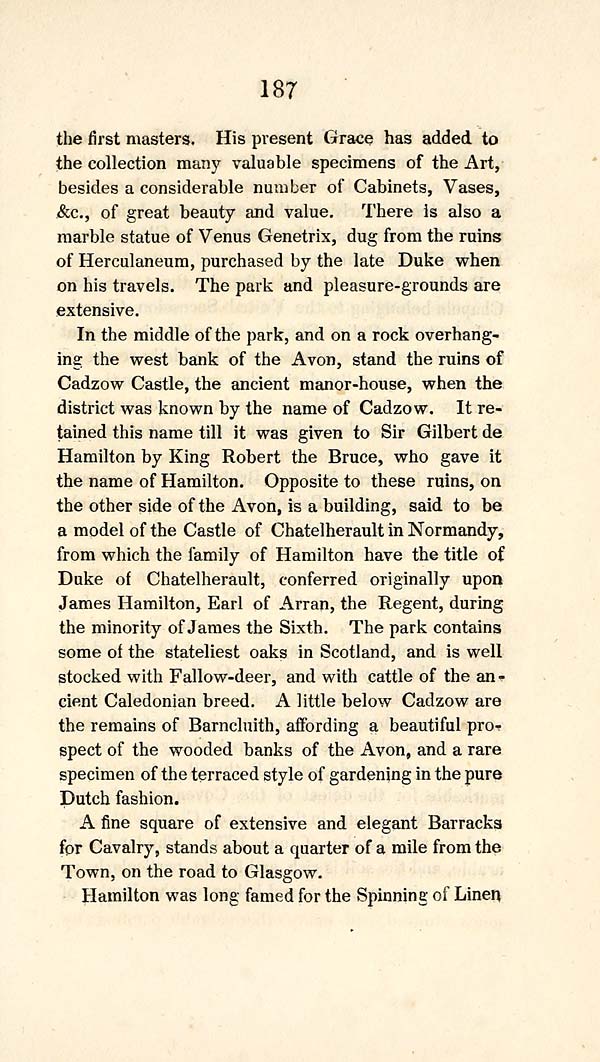 187
the first masters. His present Grace has added to
the collection many valuable specimens of the Art,
besides a considerable number of Cabinets, Vases,
&c., of great beauty and value. There is also a
marble statue of Venus Genetrix, dug from the ruins
of Herculaneum, purchased by the late Duke when
on his travels. The park and pleasure-grounds are
extensive.
In the middle of the park, and on a rock overhang-
ing the west bank of the Avon, stand the ruins of
Cadzow Castle, the ancient manor-house, when the
district was known by the name of Cadzow. It re-
tained this name till it was given to Sir Gilbert de
Hamilton by King Robert the Bruce, who gave it
the name of Hamilton. Opposite to these ruins, on
the other side of the Avon, is a building, said to be
a model of the Castle of Chatelherault in Normandy,
from which the family of Hamilton have the title of
Duke of Chatelherault, conferred originally upon
James Hamilton, Earl of Arran, the Regent, during
the minority of James the Sixth. The park contains
some of the stateliest oaks in Scotland, and is well
stocked with Fallow-deer, and with cattle of the an-
cient Caledonian breed. A little below Cadzow are
the remains of Barncluith, affording a beautiful pro-
spect of the wooded banks of the Avon, and a rare
specimen of the terraced style of gardening in the pure
Dutch fashion.
A fine square of extensive and elegant Barracks
for Cavalry, stands about a quarter of a mile from the
Town, on the road to Glasgow.
Hamilton was long famed for the Spinning of Linen